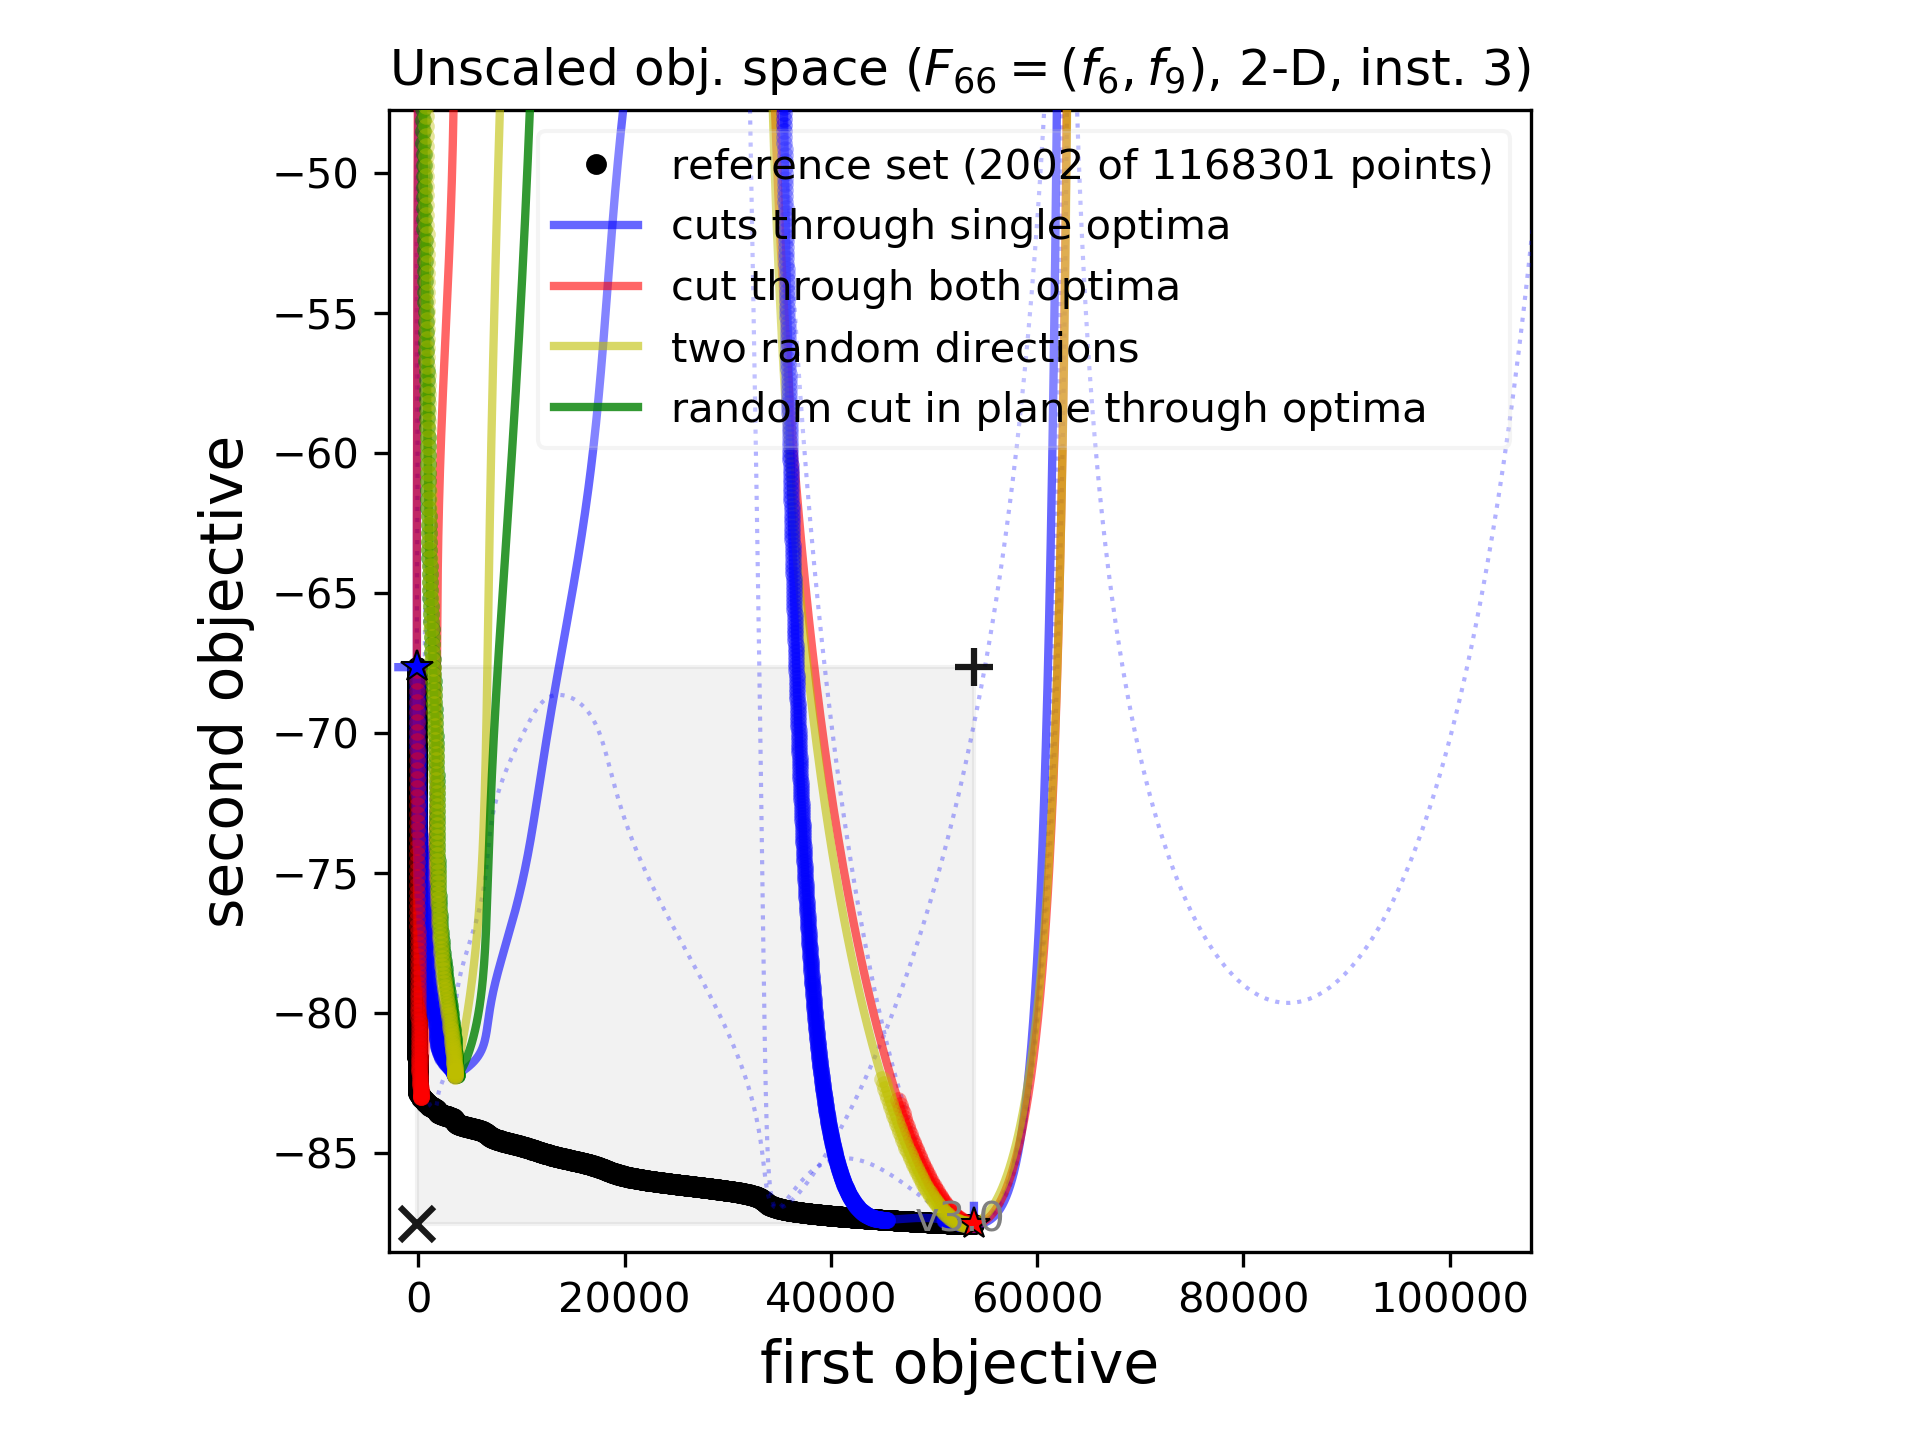 Unscaled obj. space (F₆₆ = (f₆, f₉), 2-D, inst. 3)
reference set (2002 of 1168301 points)
cuts through single optima
cut through both optima
two random directions
random cut in plane through optima
−50
−55
−60
−65
−70
−75
−80
−85
second objective
v3.0
0 20000 40000 60000 80000 100000
first objective